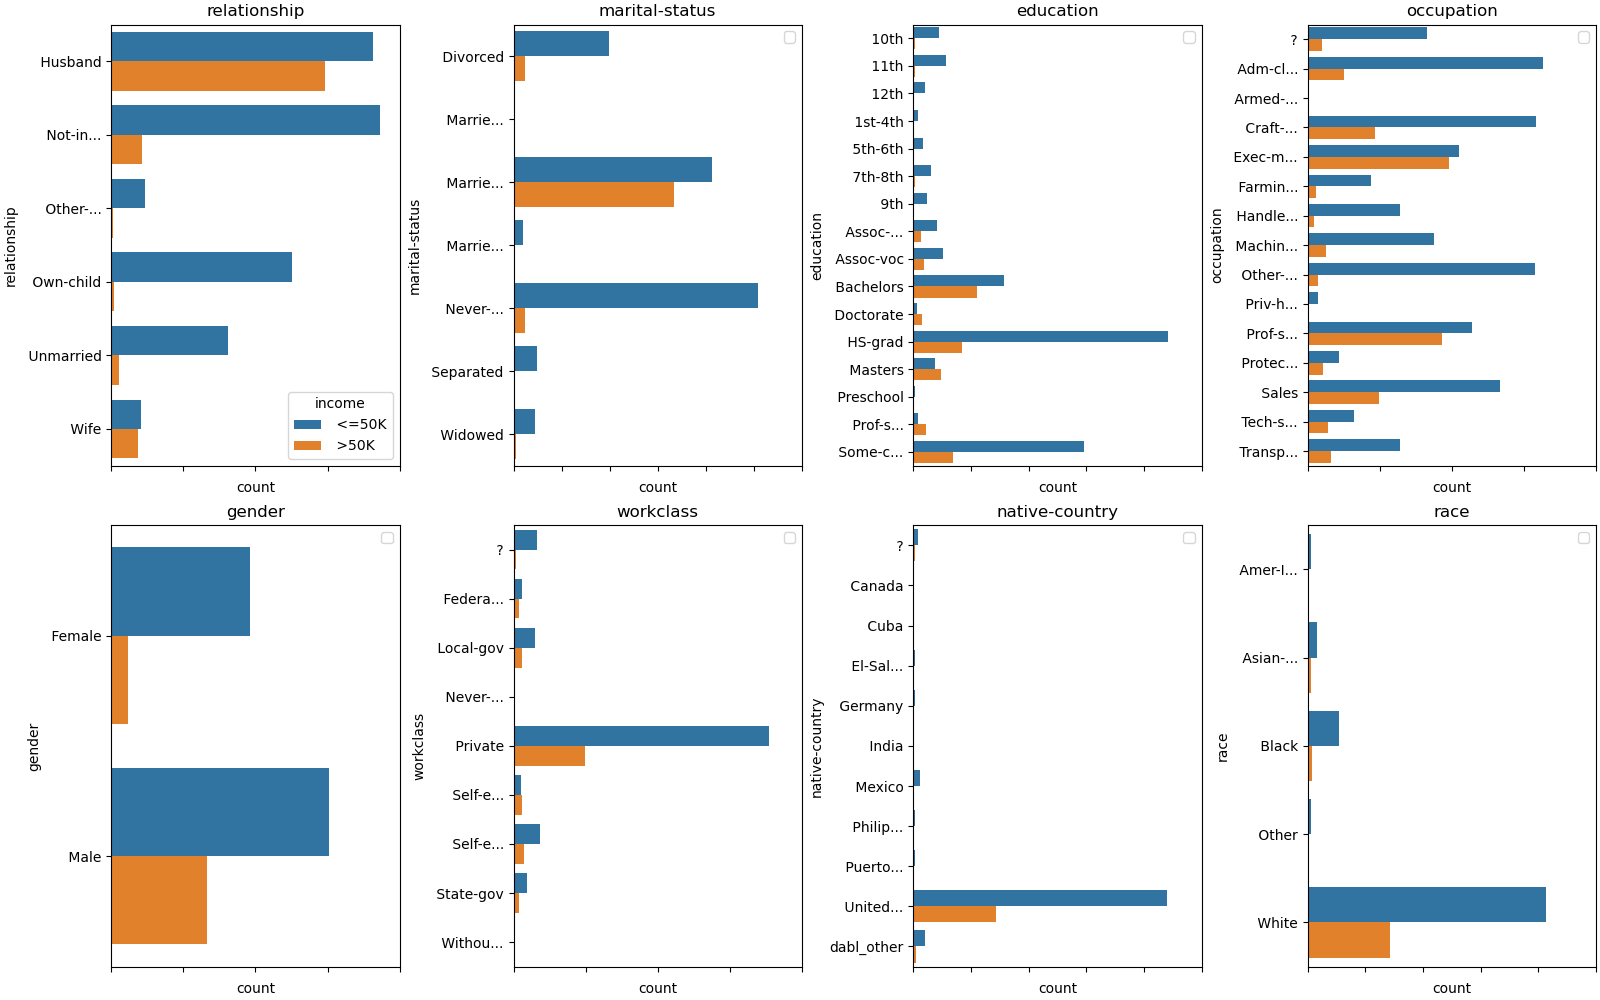 relationship
relationship
Husband
Not-in...
Other-...
Own-child
Unmarried
Wife
income
<=50K
>50K
count
marital-status
marital-status
Divorced
Marrie...
Marrie...
Marrie...
Never-...
Separated
Widowed
count
education
education
10th
11th
12th
1st-4th
5th-6th
7th-8th
9th
Assoc-...
Assoc-voc
Bachelors
Doctorate
HS-grad
Masters
Preschool
Prof-s...
Some-c...
count
occupation
occupation
?
Adm-cl...
Armed-...
Craft-...
Exec-m...
Farmin...
Handle...
Machin...
Other-...
Priv-h...
Prof-s...
Protec...
Sales
Tech-s...
Transp...
count
gender
gender
Female
Male
count
workclass
workclass
?
Federa...
Local-gov
Never-...
Private
Self-e...
Self-e...
State-gov
Withou...
count
native-country
native-country
?
Canada
Cuba
El-Sal...
Germany
India
Mexico
Philip...
Puerto...
United...
dabl_other
count
race
race
Amer-I...
Asian-...
Black
Other
White
count